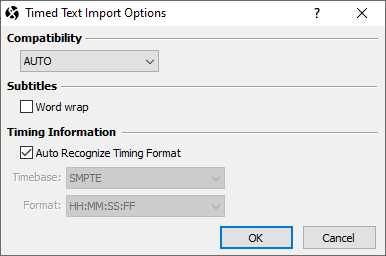 Timed Text Import Options
?
Compatibility
AUTO
Subtitles
Word wrap
Timing Information
Auto Recognize Timing Format
Timebase: SMPTE
Format: HH:MM:SS:FF
OK Cancel